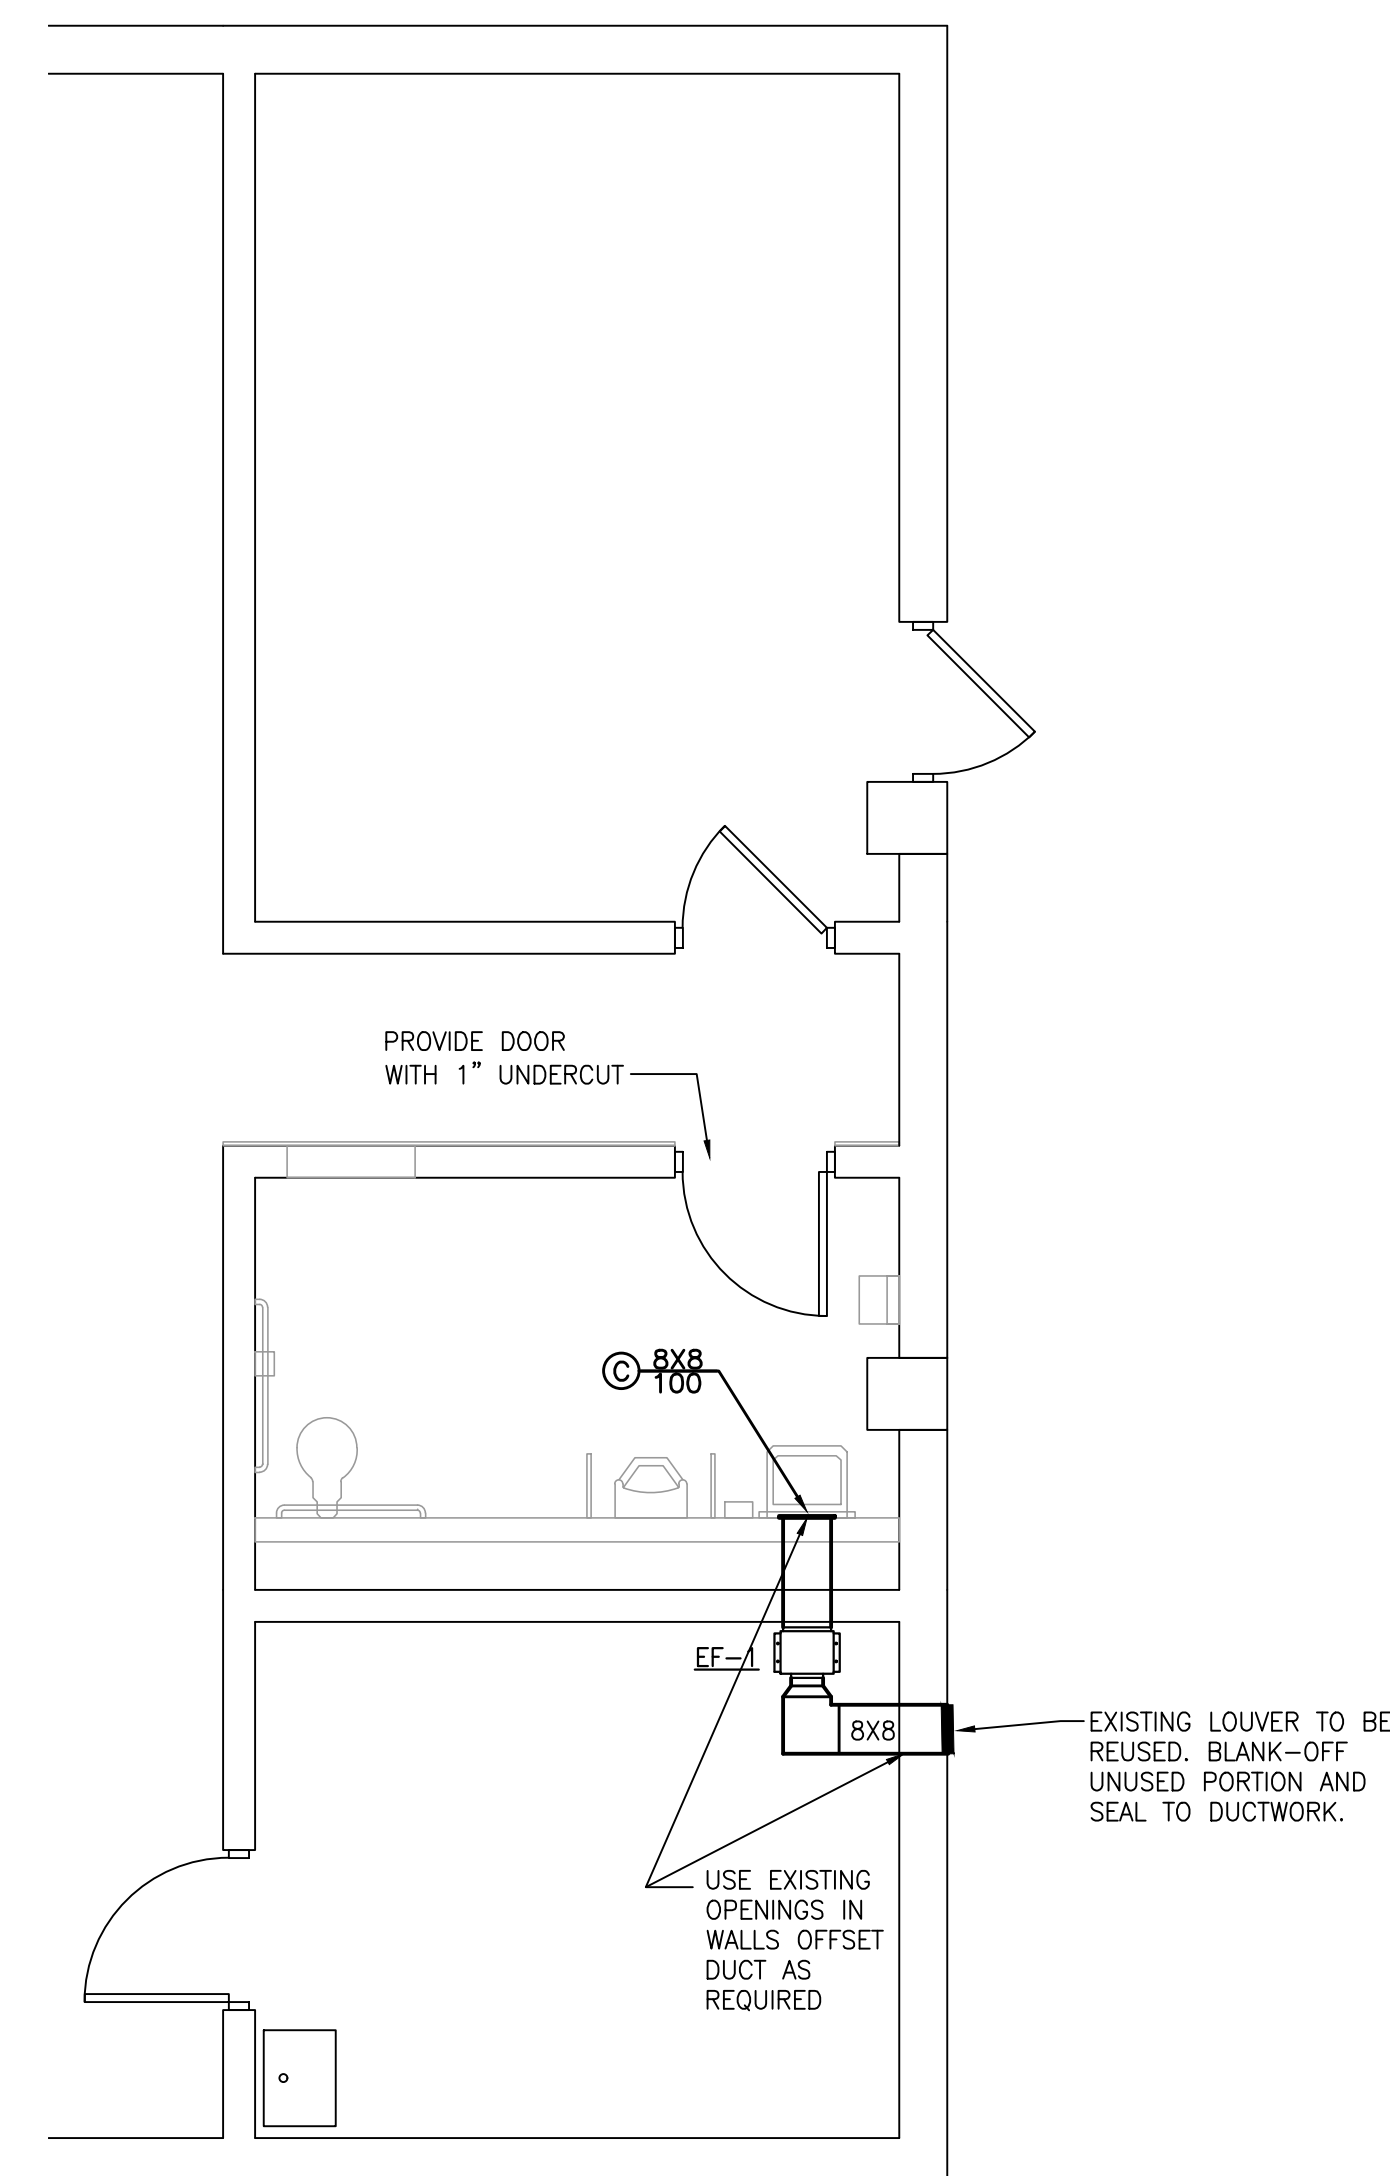 PROVIDE DOOR
WITH 1" UNDERCUT
C 8X8
100
EF-1
8X8
EXISTING LOUVER TO BE
REUSED. BLANK-OFF
UNUSED PORTION AND
SEAL TO DUCTWORK.
USE EXISTING
OPENINGS IN
WALLS OFFSET
DUCT AS
REQUIRED